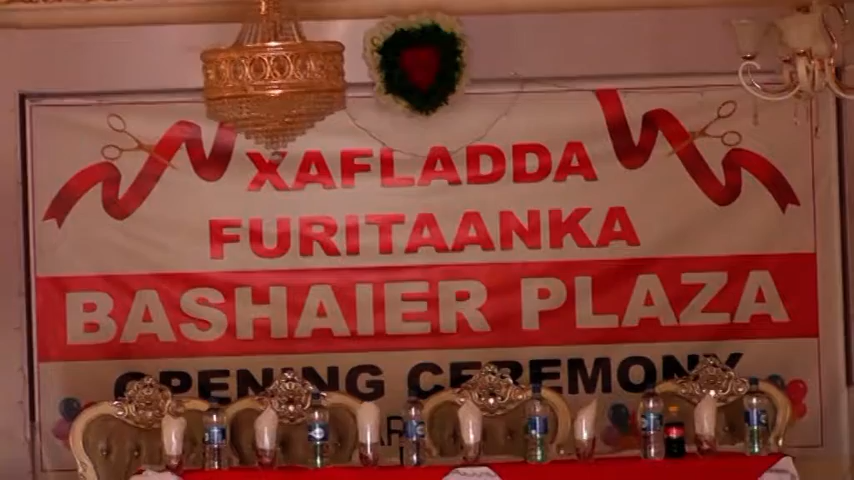 XAFLADDA
FURITAANKA
BASHAIER PLAZA
OPENING CEREMONY